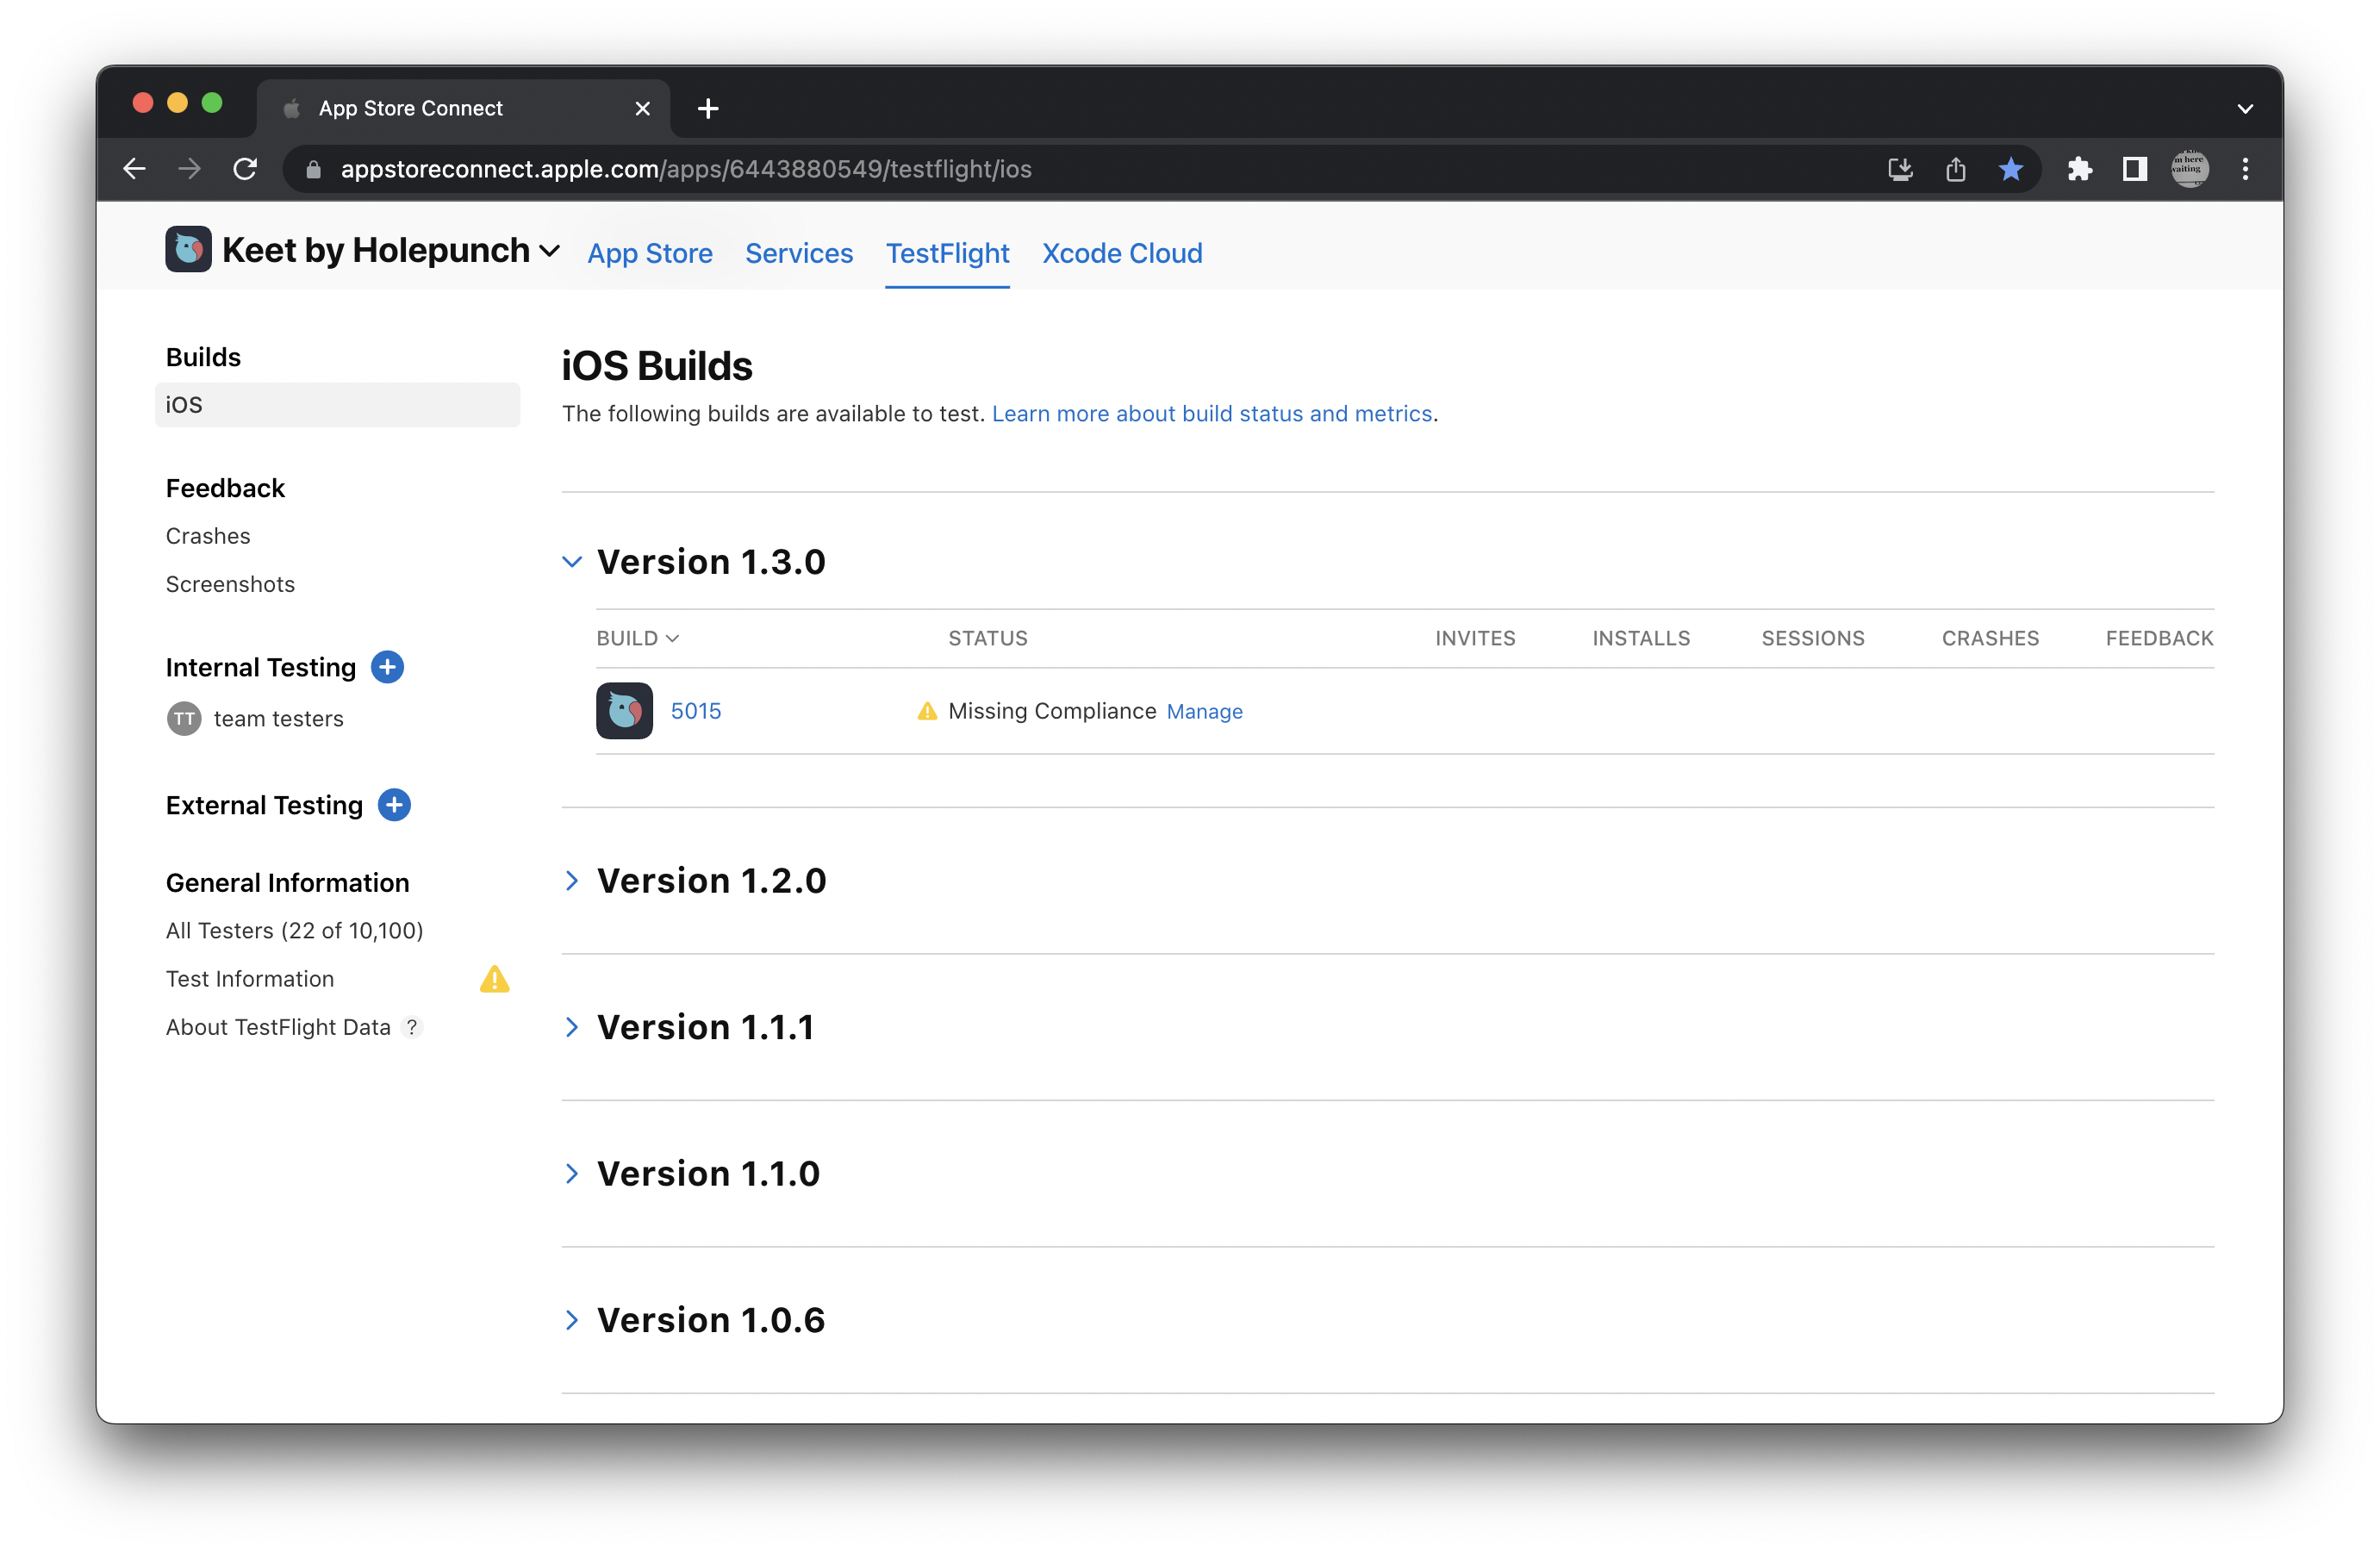 App Store Connect
appstoreconnect.apple.com/apps/6443880549/testflight/ios
m here
waiting
Keet by Holepunch
App Store
Services
TestFlight
Xcode Cloud
Builds
iOS
Feedback
Crashes
Screenshots
Internal Testing
TT team testers
External Testing
General Information
All Testers (22 of 10,100)
Test Information
About TestFlight Data ?
iOS Builds
The following builds are available to test. Learn more about build status and metrics.
Version 1.3.0
BUILD STATUS INVITES INSTALLS SESSIONS CRASHES FEEDBACK
5015 Missing Compliance Manage
Version 1.2.0
Version 1.1.1
Version 1.1.0
Version 1.0.6